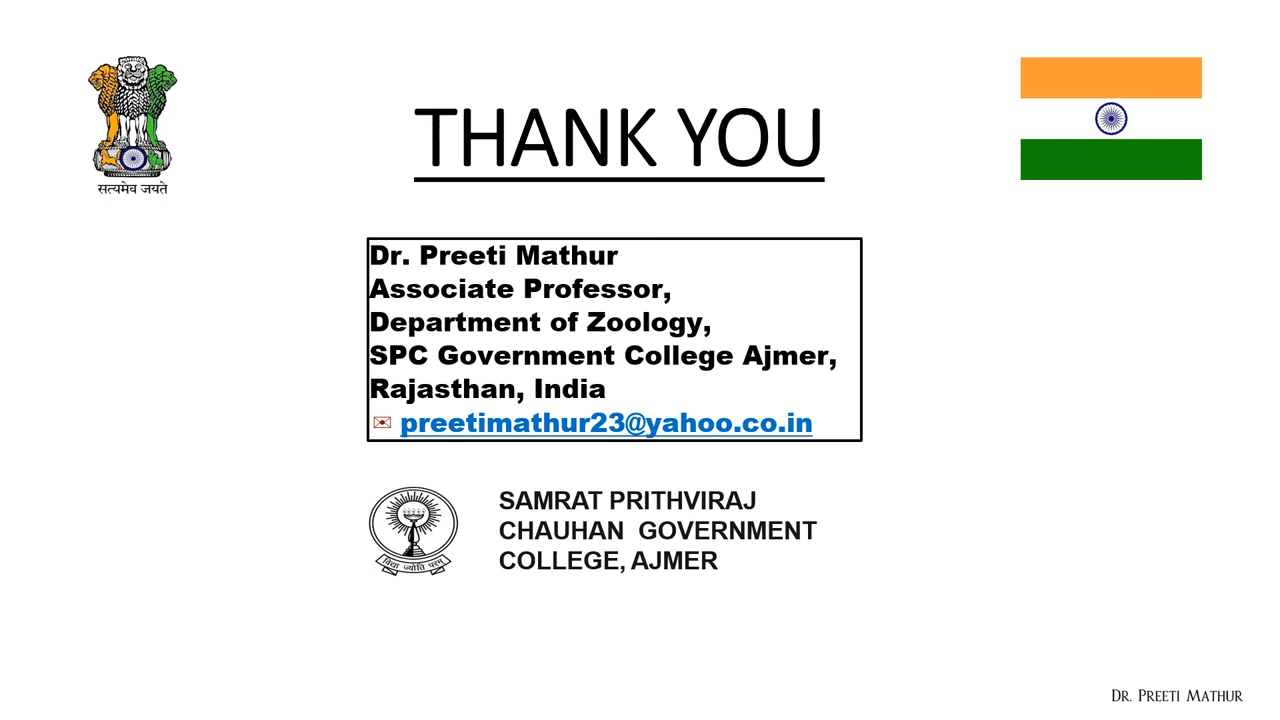 सत्यमेव जयते
THANK YOU
Dr. Preeti Mathur
Associate Professor,
Department of Zoology,
SPC Government College Ajmer,
Rajasthan, India
preetimathur23@yahoo.co.in
विद्या ज्योति परमं
SAMRAT PRITHVIRAJ
CHAUHAN GOVERNMENT
COLLEGE, AJMER
DR. PREETI MATHUR